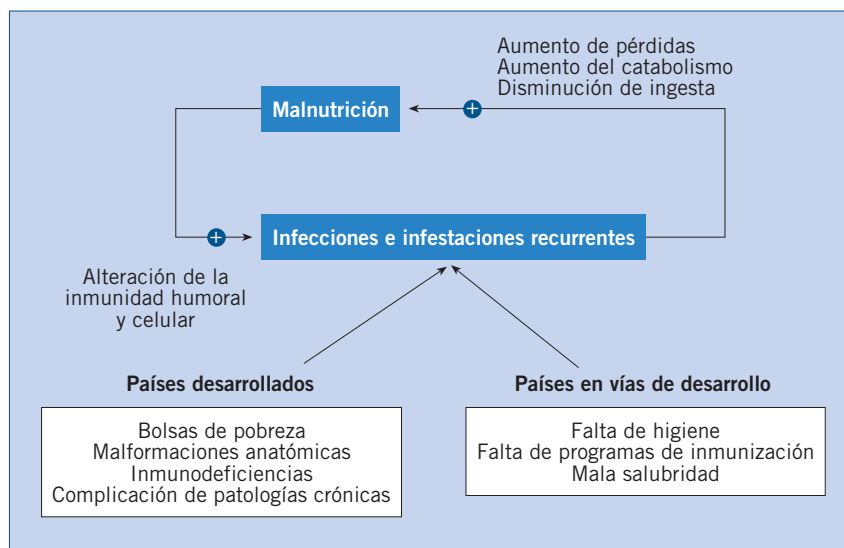 Aumento de pérdidas
Aumento del catabolismo
Disminución de ingesta
Malnutrición
+
+
Infecciones e infestaciones recurrentes
Alteración de la
inmunidad humoral
y celular
Países desarrollados
Bolsas de pobreza
Malformaciones anatómicas
Inmunodeficiencias
Complicación de patologías crónicas
Países en vías de desarrollo
Falta de higiene
Falta de programas de inmunización
Mala salubridad